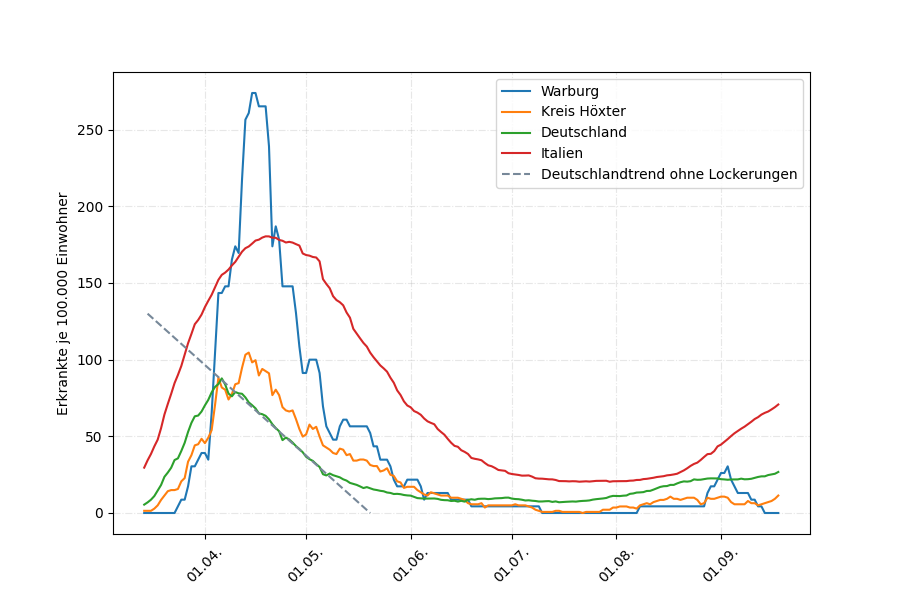 Warburg
Kreis Höxter
Deutschland
Italien
Deutschlandtrend ohne Lockerungen
Erkrankte je 100.000 Einwohner
250
200
150
100
50
0
01.04.
01.05.
01.06.
01.07.
01.08.
01.09.